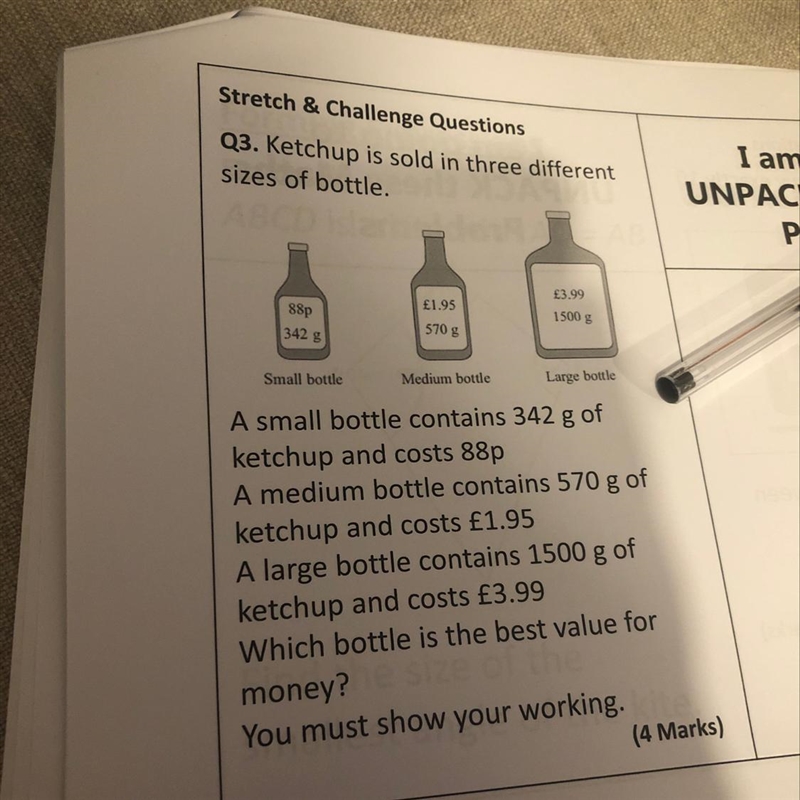 Stretch & Challenge Questions
Q3. Ketchup is sold in three different
sizes of bottle.
88p
342 g
£1.95
570 g
£3.99
1500 g
Small bottle
Medium bottle
Large bottle
A small bottle contains 342 g of
ketchup and costs 88p
A medium bottle contains 570 g of
ketchup and costs £1.95
A large bottle contains 1500 g of
ketchup and costs £3.99
Which bottle is the best value for
money?
You must show your working.
(4 Marks)
I am
UNPAC
P